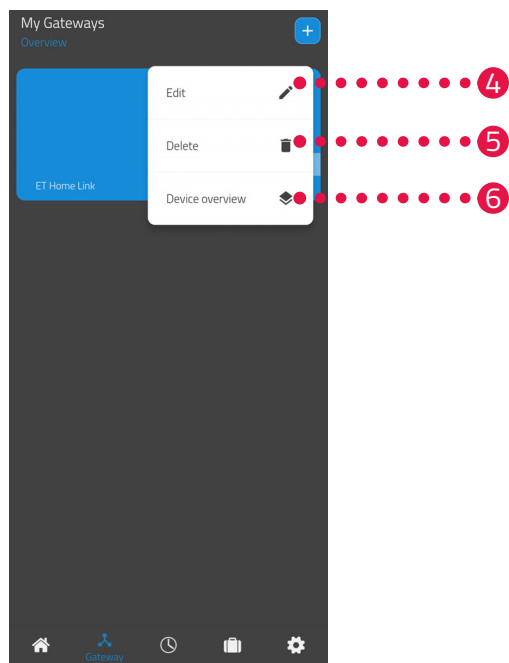 My Gateways
Overview
+
Edit
4
Delete
5
ET Home Link
Device overview
6
Gateway